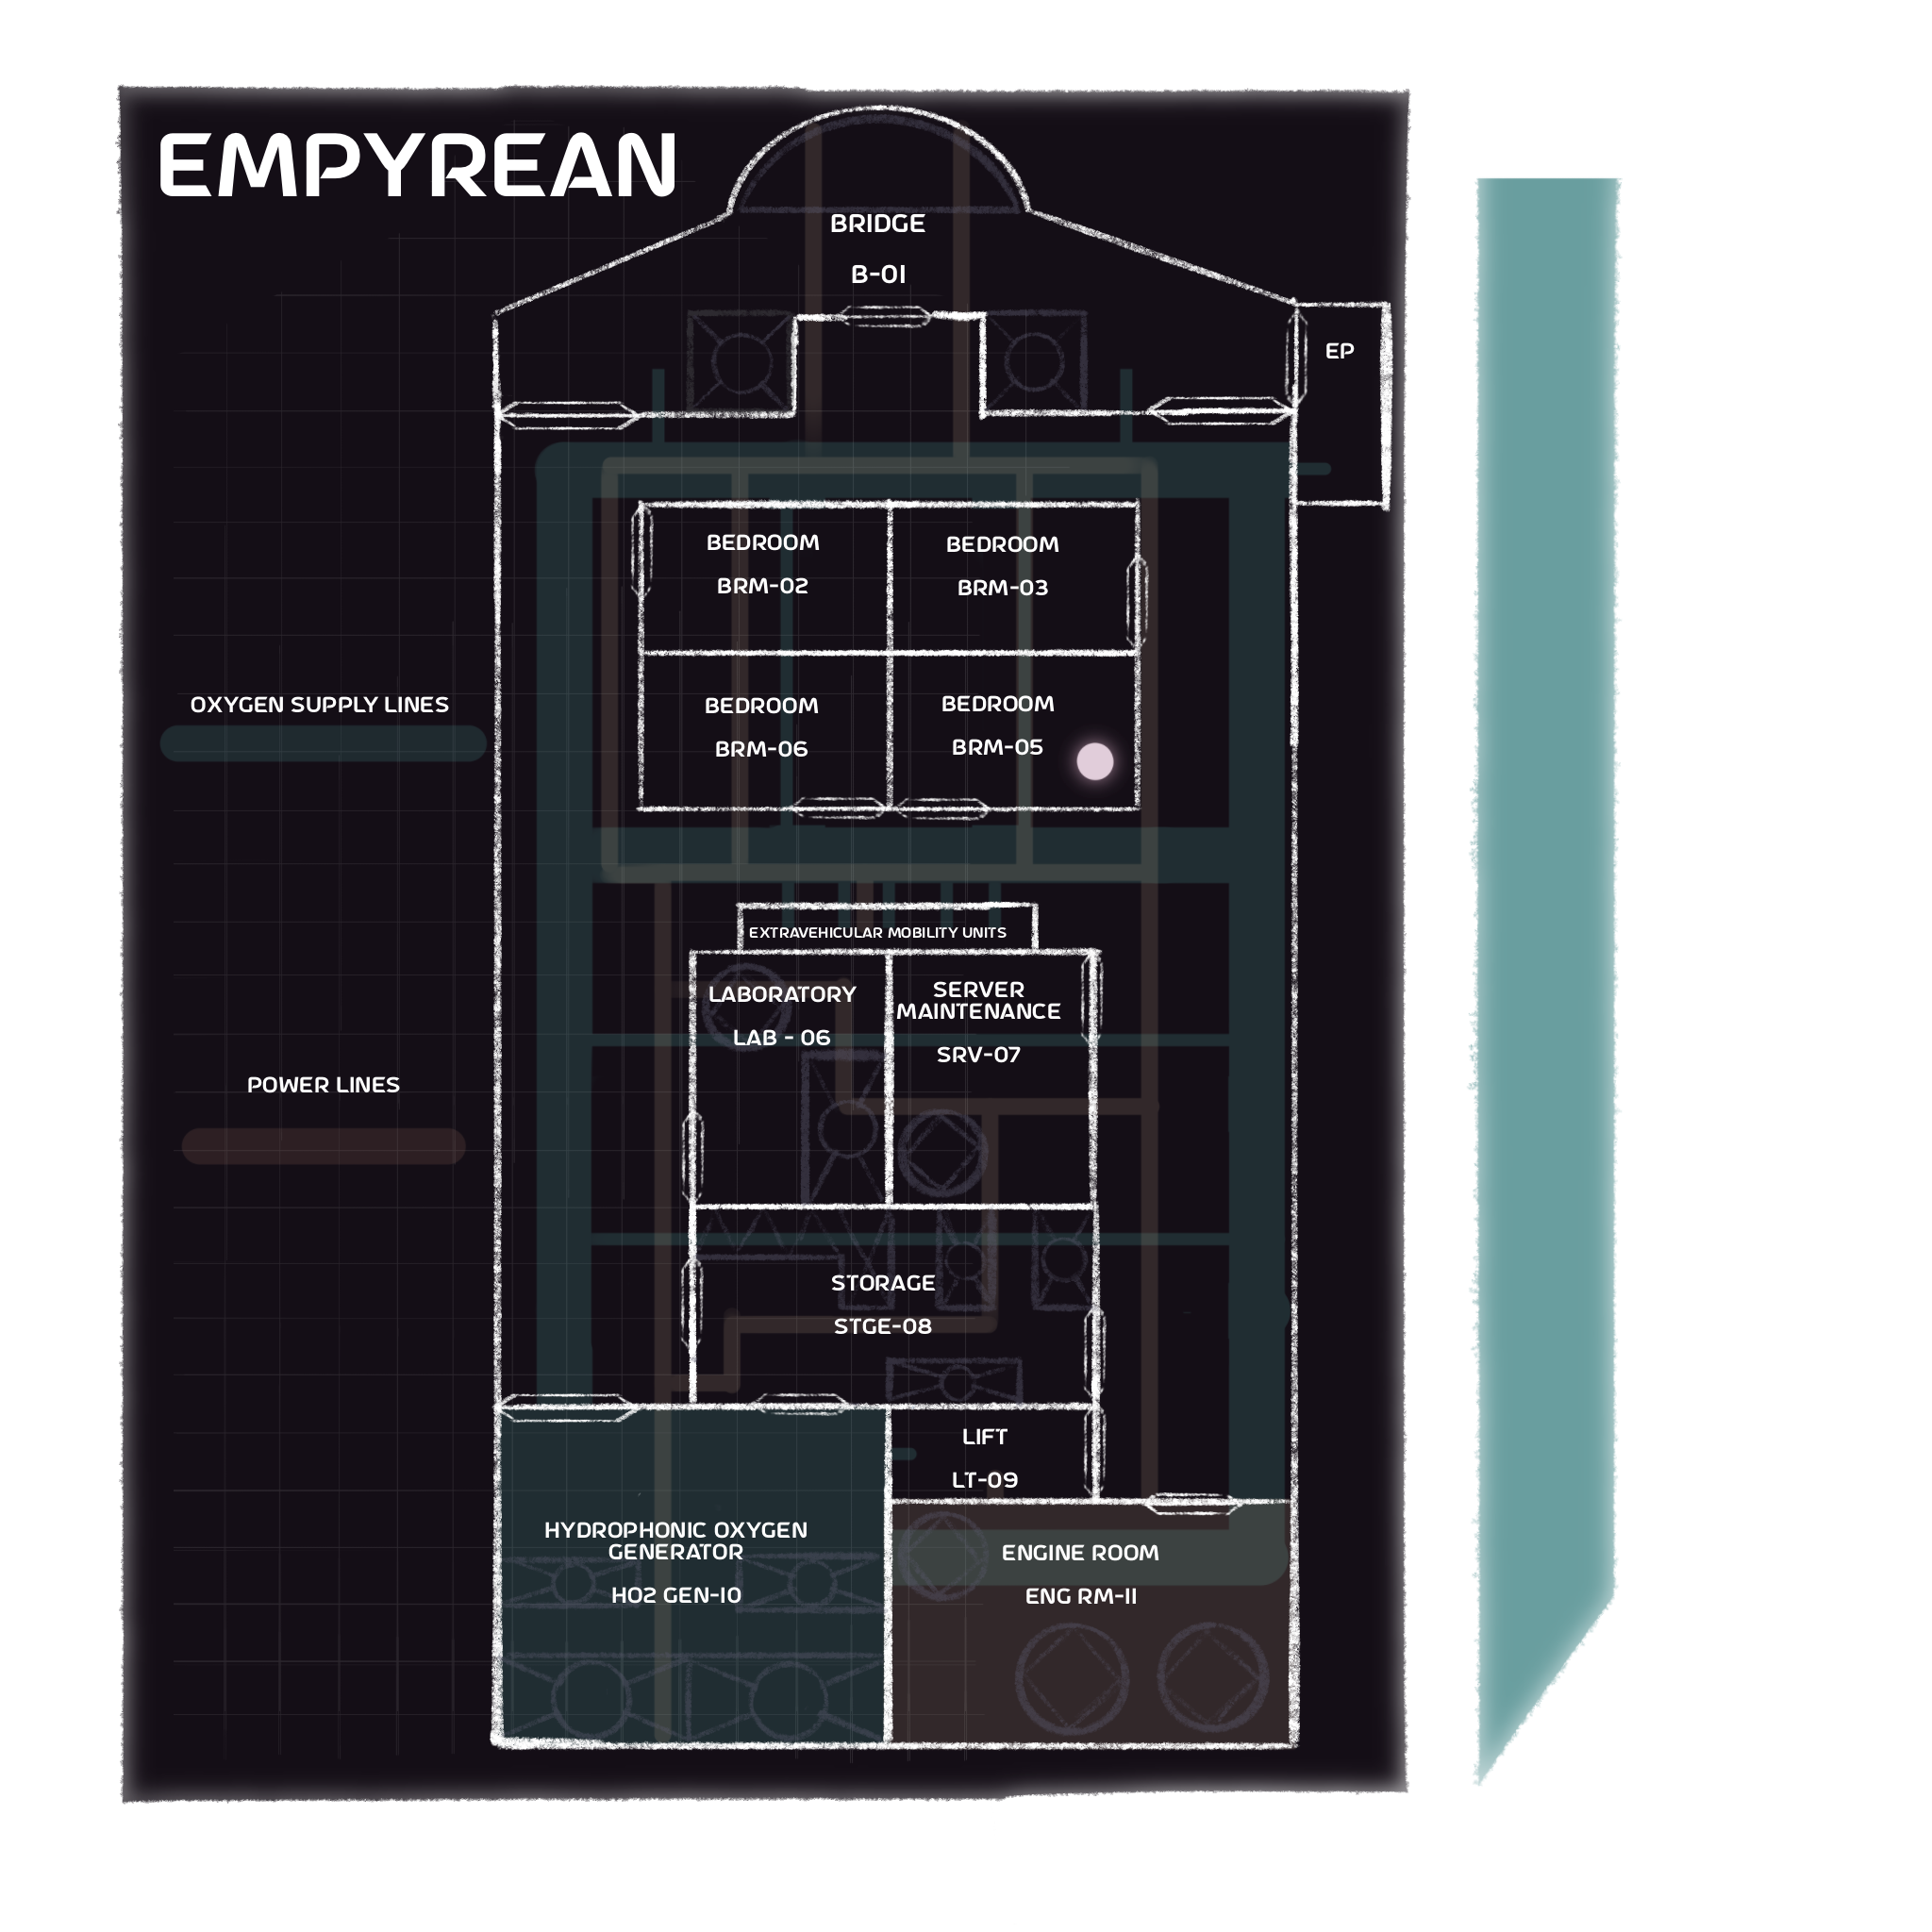 EMPYREAN
BRIDGE
B-01
EP
BEDROOM
BRM-02
BEDROOM
BRM-03
BEDROOM
BRM-06
BEDROOM
BRM-05
OXYGEN SUPPLY LINES
EXTRAVEHICULAR MOBILITY UNITS
LABORATORY
LAB - 06
SERVER
MAINTENANCE
SRV-07
POWER LINES
STORAGE
STGE-08
LIFT
LT-09
HYDROPHONIC OXYGEN
GENERATOR
HO2 GEN-10
ENGINE ROOM
ENG RM-11